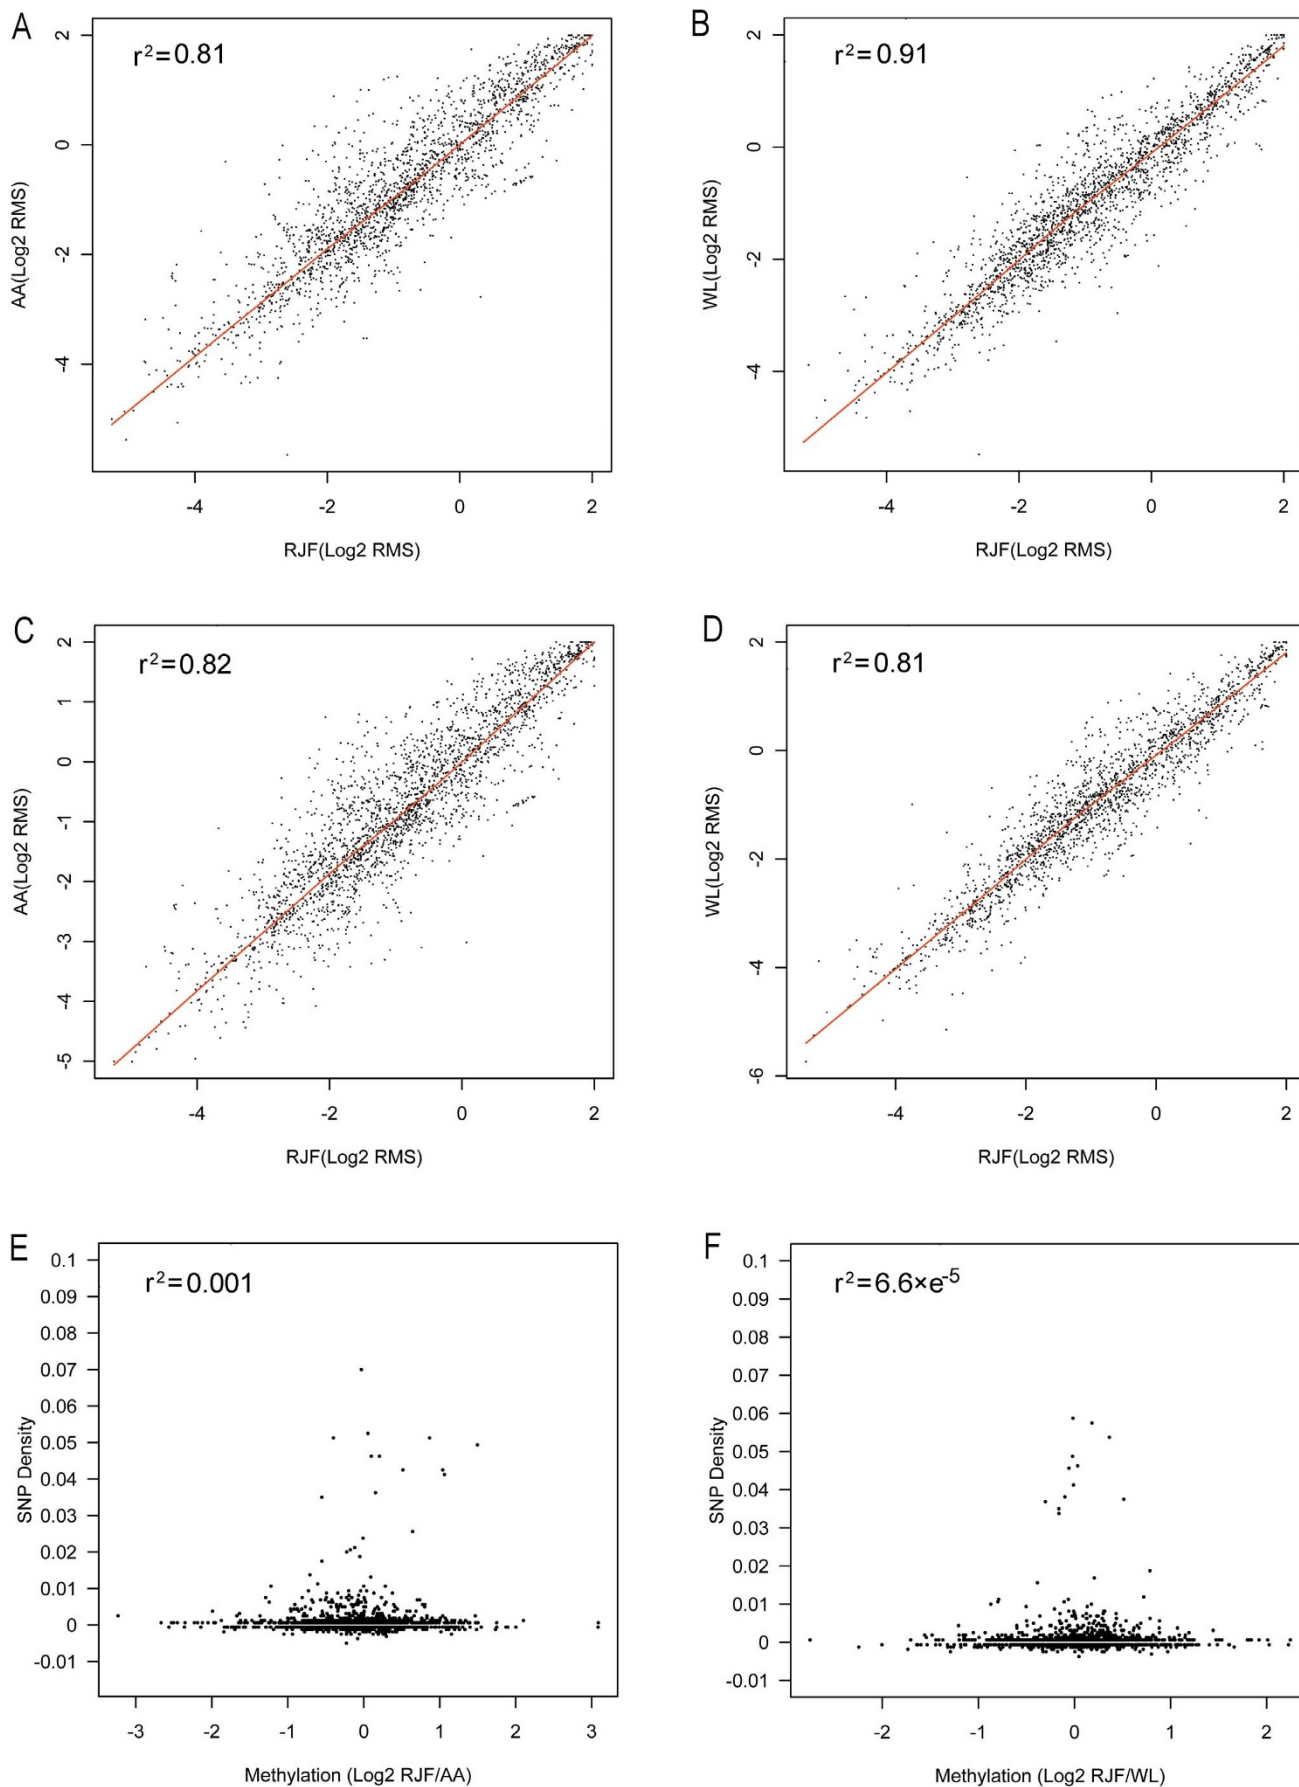 A
r²=0.81
2
0
-2
-4
AA(Log2 RMS)
-4 -2 0 2
RJF(Log2 RMS)
B
r²=0.91
2
0
-2
-4
WL(Log2 RMS)
-4 -2 0 2
RJF(Log2 RMS)
C
r²=0.82
2
1
0
-1
-2
-3
-4
-5
AA(Log2 RMS)
-4 -2 0 2
RJF(Log2 RMS)
D
r²=0.81
2
0
-2
-4
-6
WL(Log2 RMS)
-4 -2 0 2
RJF(Log2 RMS)
E
r²=0.001
0.1
0.09
0.08
0.07
0.06
0.05
0.04
0.03
0.02
0.01
0
-0.01
SNP Density
-3 -2 -1 0 1 2 3
Methylation (Log2 RJF/AA)
F
r²=6.6×e⁻⁵
0.1
0.09
0.08
0.07
0.06
0.05
0.04
0.03
0.02
0.01
0
-0.01
SNP Density
-2 -1 0 1 2
Methylation (Log2 RJF/WL)